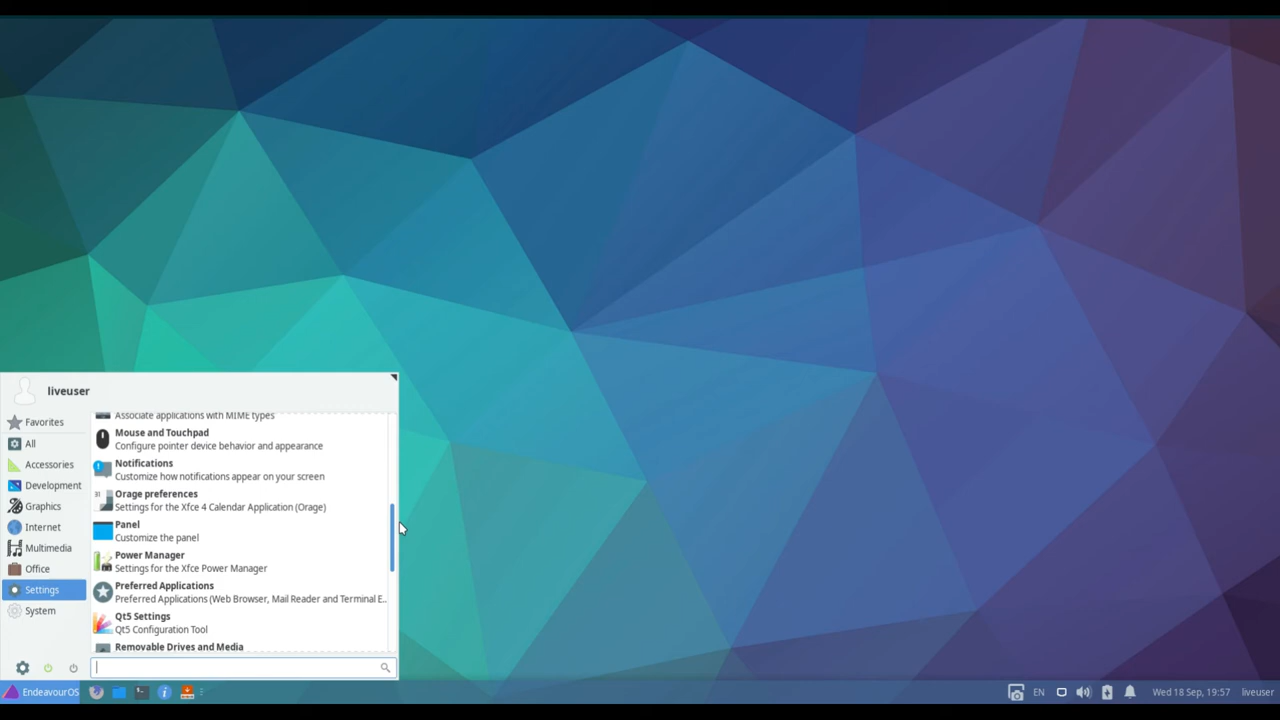 liveuser
Favorites
All
Accessories
Development
Graphics
Internet
Multimedia
Office
Settings
System
Associate applications with MIME types
Mouse and Touchpad
Configure pointer device behavior and appearance
Notifications
Customize how notifications appear on your screen
Orage preferences
Settings for the Xfce 4 Calendar Application (Orage)
Panel
Customize the panel
Power Manager
Settings for the Xfce Power Manager
Preferred Applications
Preferred Applications (Web Browser, Mail Reader and Terminal E..
Qt5 Settings
Qt5 Configuration Tool
Removable Drives and Media
EndeavourOS
EN
Wed 18 Sep, 19:57
liveuser